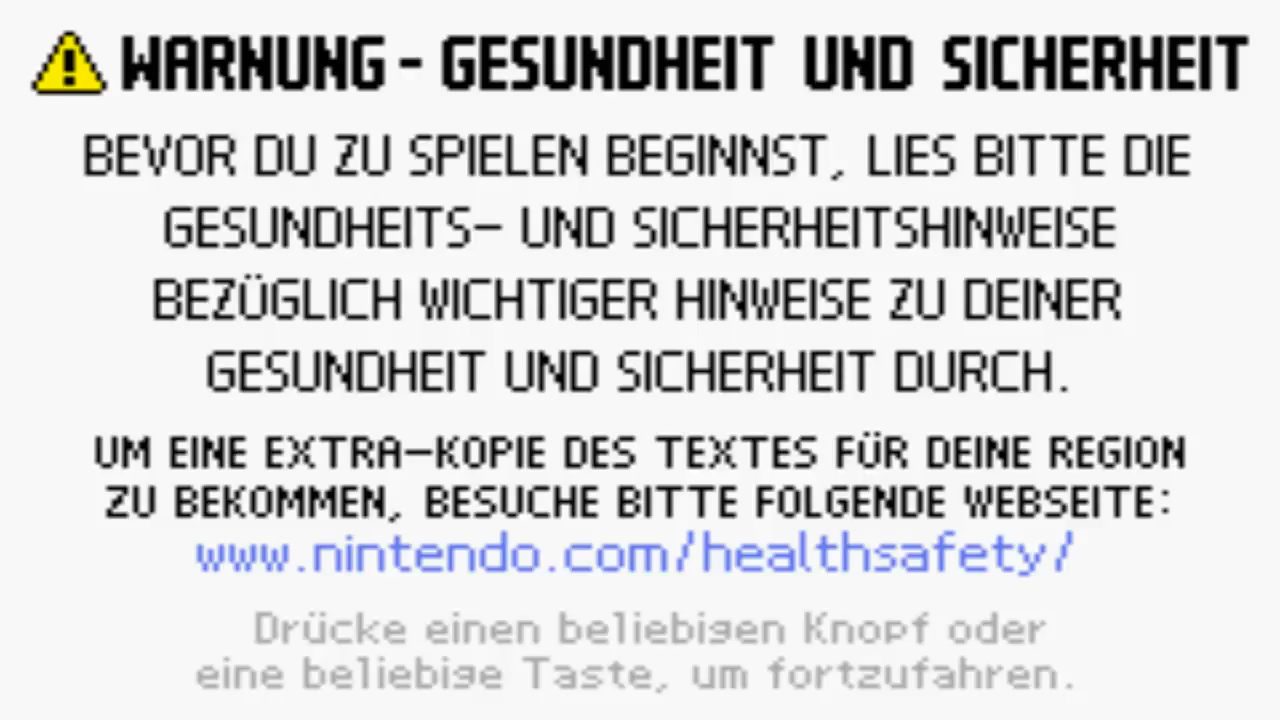 WARNUNG - GESUNDHEIT UND SICHERHEIT
BEVOR DU ZU SPIELEN BEGINNST, LIES BITTE DIE
GESUNDHEITS- UND SICHERHEITSHINWEISE
BEZÜGLICH WICHTIGER HINWEISE ZU DEINER
GESUNDHEIT UND SICHERHEIT DURCH.
UM EINE EXTRA-KOPIE DES TEXTES FÜR DEINE REGION
ZU BEKOMMEN, BESUCHE BITTE FOLGENDE WEBSEITE:
www.nintendo.com/healthsafety/
Drücke einen beliebigen Knopf oder
eine beliebige Taste, um fortzufahren.